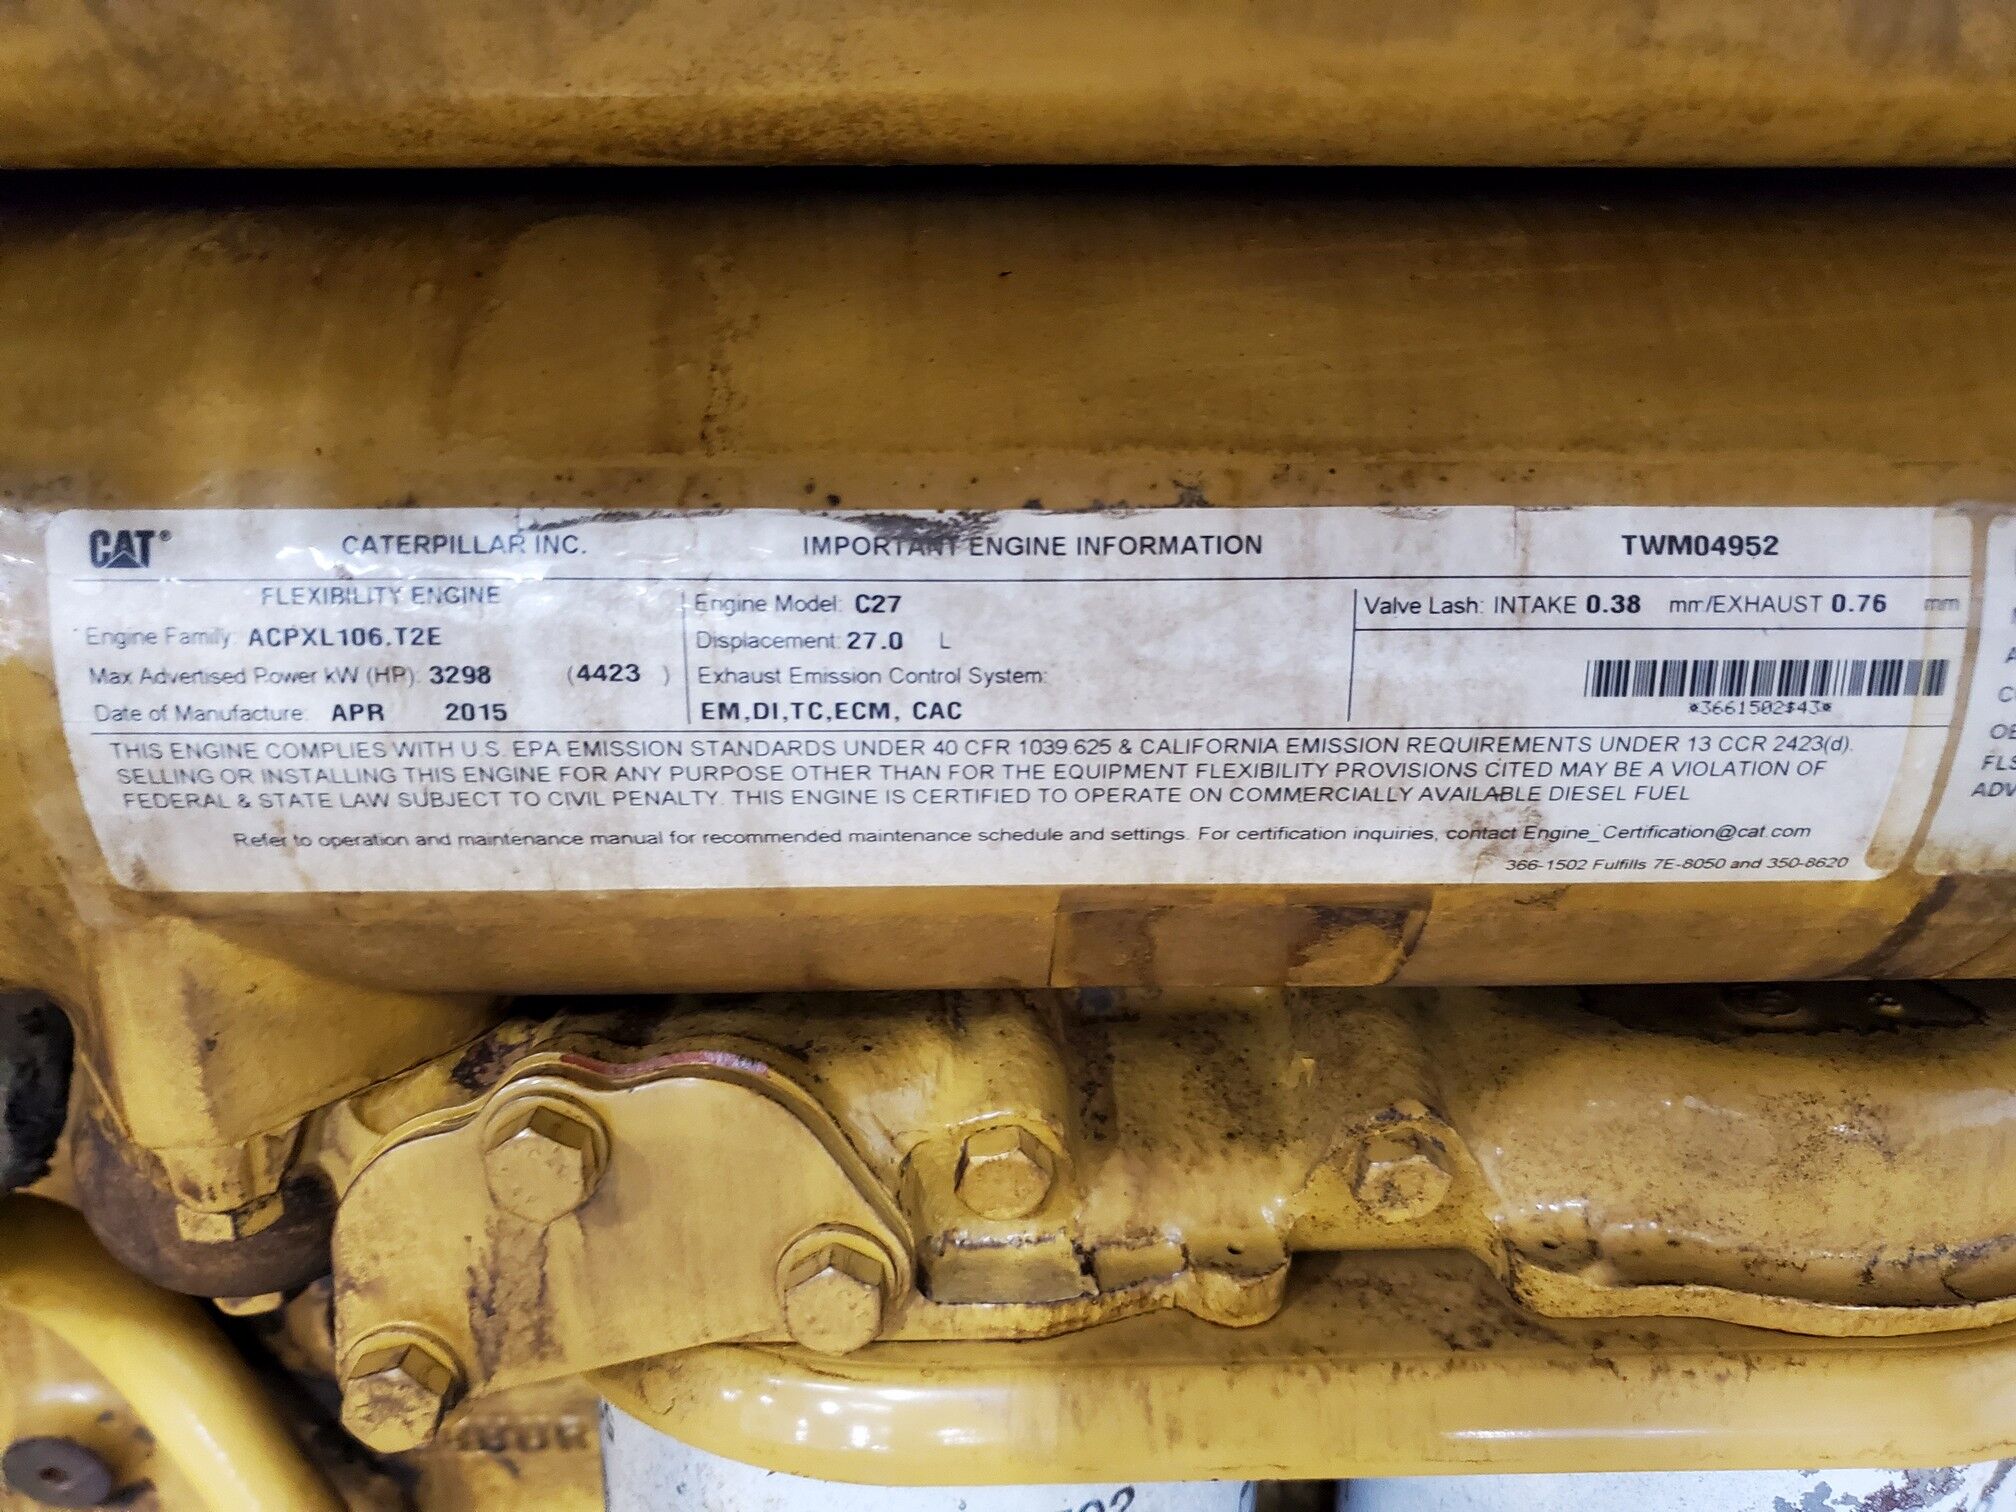 CAT® CATERPILLAR INC. IMPORTANT ENGINE INFORMATION TWM04952
FLEXIBILITY ENGINE
Engine Family: ACPXL106.T2E
Max Advertised Power kW (HP): 3298 (4423 )
Date of Manufacture: APR 2015
Engine Model: C27
Displacement: 27.0 L
Exhaust Emission Control System:
EM,DI,TC,ECM, CAC
Valve Lash: INTAKE 0.38 mm/EXHAUST 0.76 mm
*3661502$43*
THIS ENGINE COMPLIES WITH U.S. EPA EMISSION STANDARDS UNDER 40 CFR 1039.625 & CALIFORNIA EMISSION REQUIREMENTS UNDER 13 CCR 2423(d).
SELLING OR INSTALLING THIS ENGINE FOR ANY PURPOSE OTHER THAN FOR THE EQUIPMENT FLEXIBILITY PROVISIONS CITED MAY BE A VIOLATION OF
FEDERAL & STATE LAW SUBJECT TO CIVIL PENALTY. THIS ENGINE IS CERTIFIED TO OPERATE ON COMMERCIALLY AVAILABLE DIESEL FUEL
Refer to operation and maintenance manual for recommended maintenance schedule and settings. For certification inquiries, contact Engine_Certification@cat.com
366-1502 Fulfills 7E-8050 and 350-8620
FLS
ADV